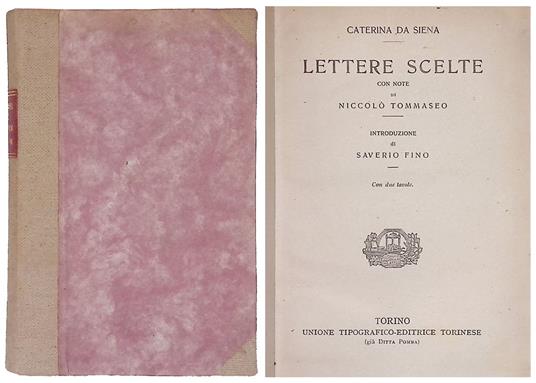 CATERINA DA SIENA
LETTERE SCELTE
CON NOTE
DI
NICCOLÒ TOMMASEO
INTRODUZIONE
di
SAVERIO FINO
Con due tavole.
TORINO
UNIONE TIPOGRAFICO-EDITRICE TORINESE
(già DITTA POMBA)